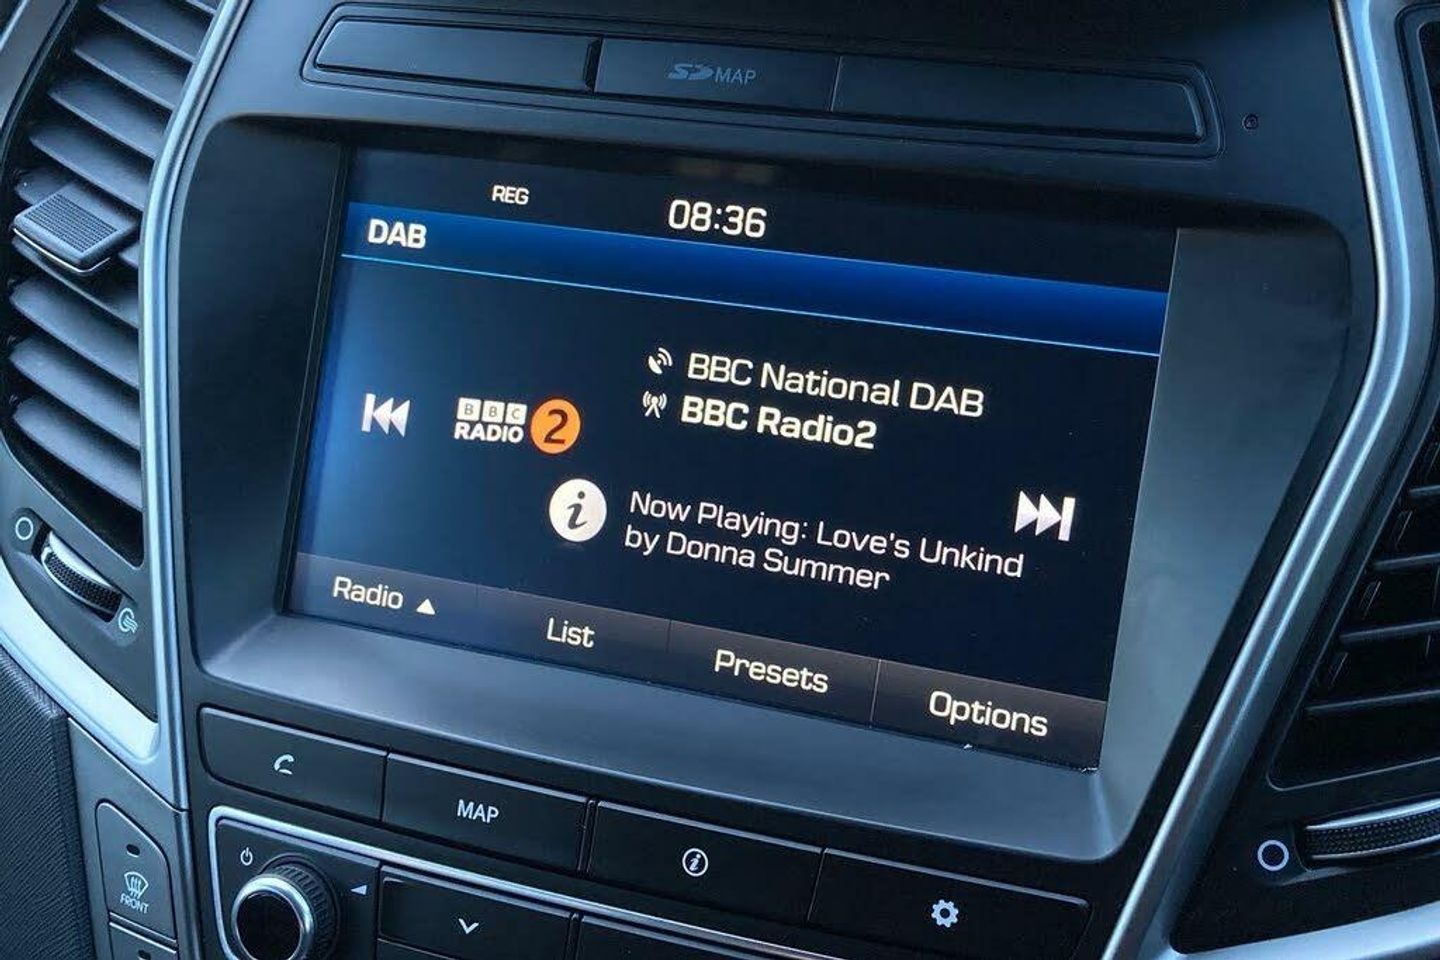 SD MAP
REG
08:36
DAB
BBC National DAB
BBC Radio2
BBC
RADIO 2
Now Playing: Love's Unkind
by Donna Summer
Radio
List
Presets
Options
MAP
FRONT